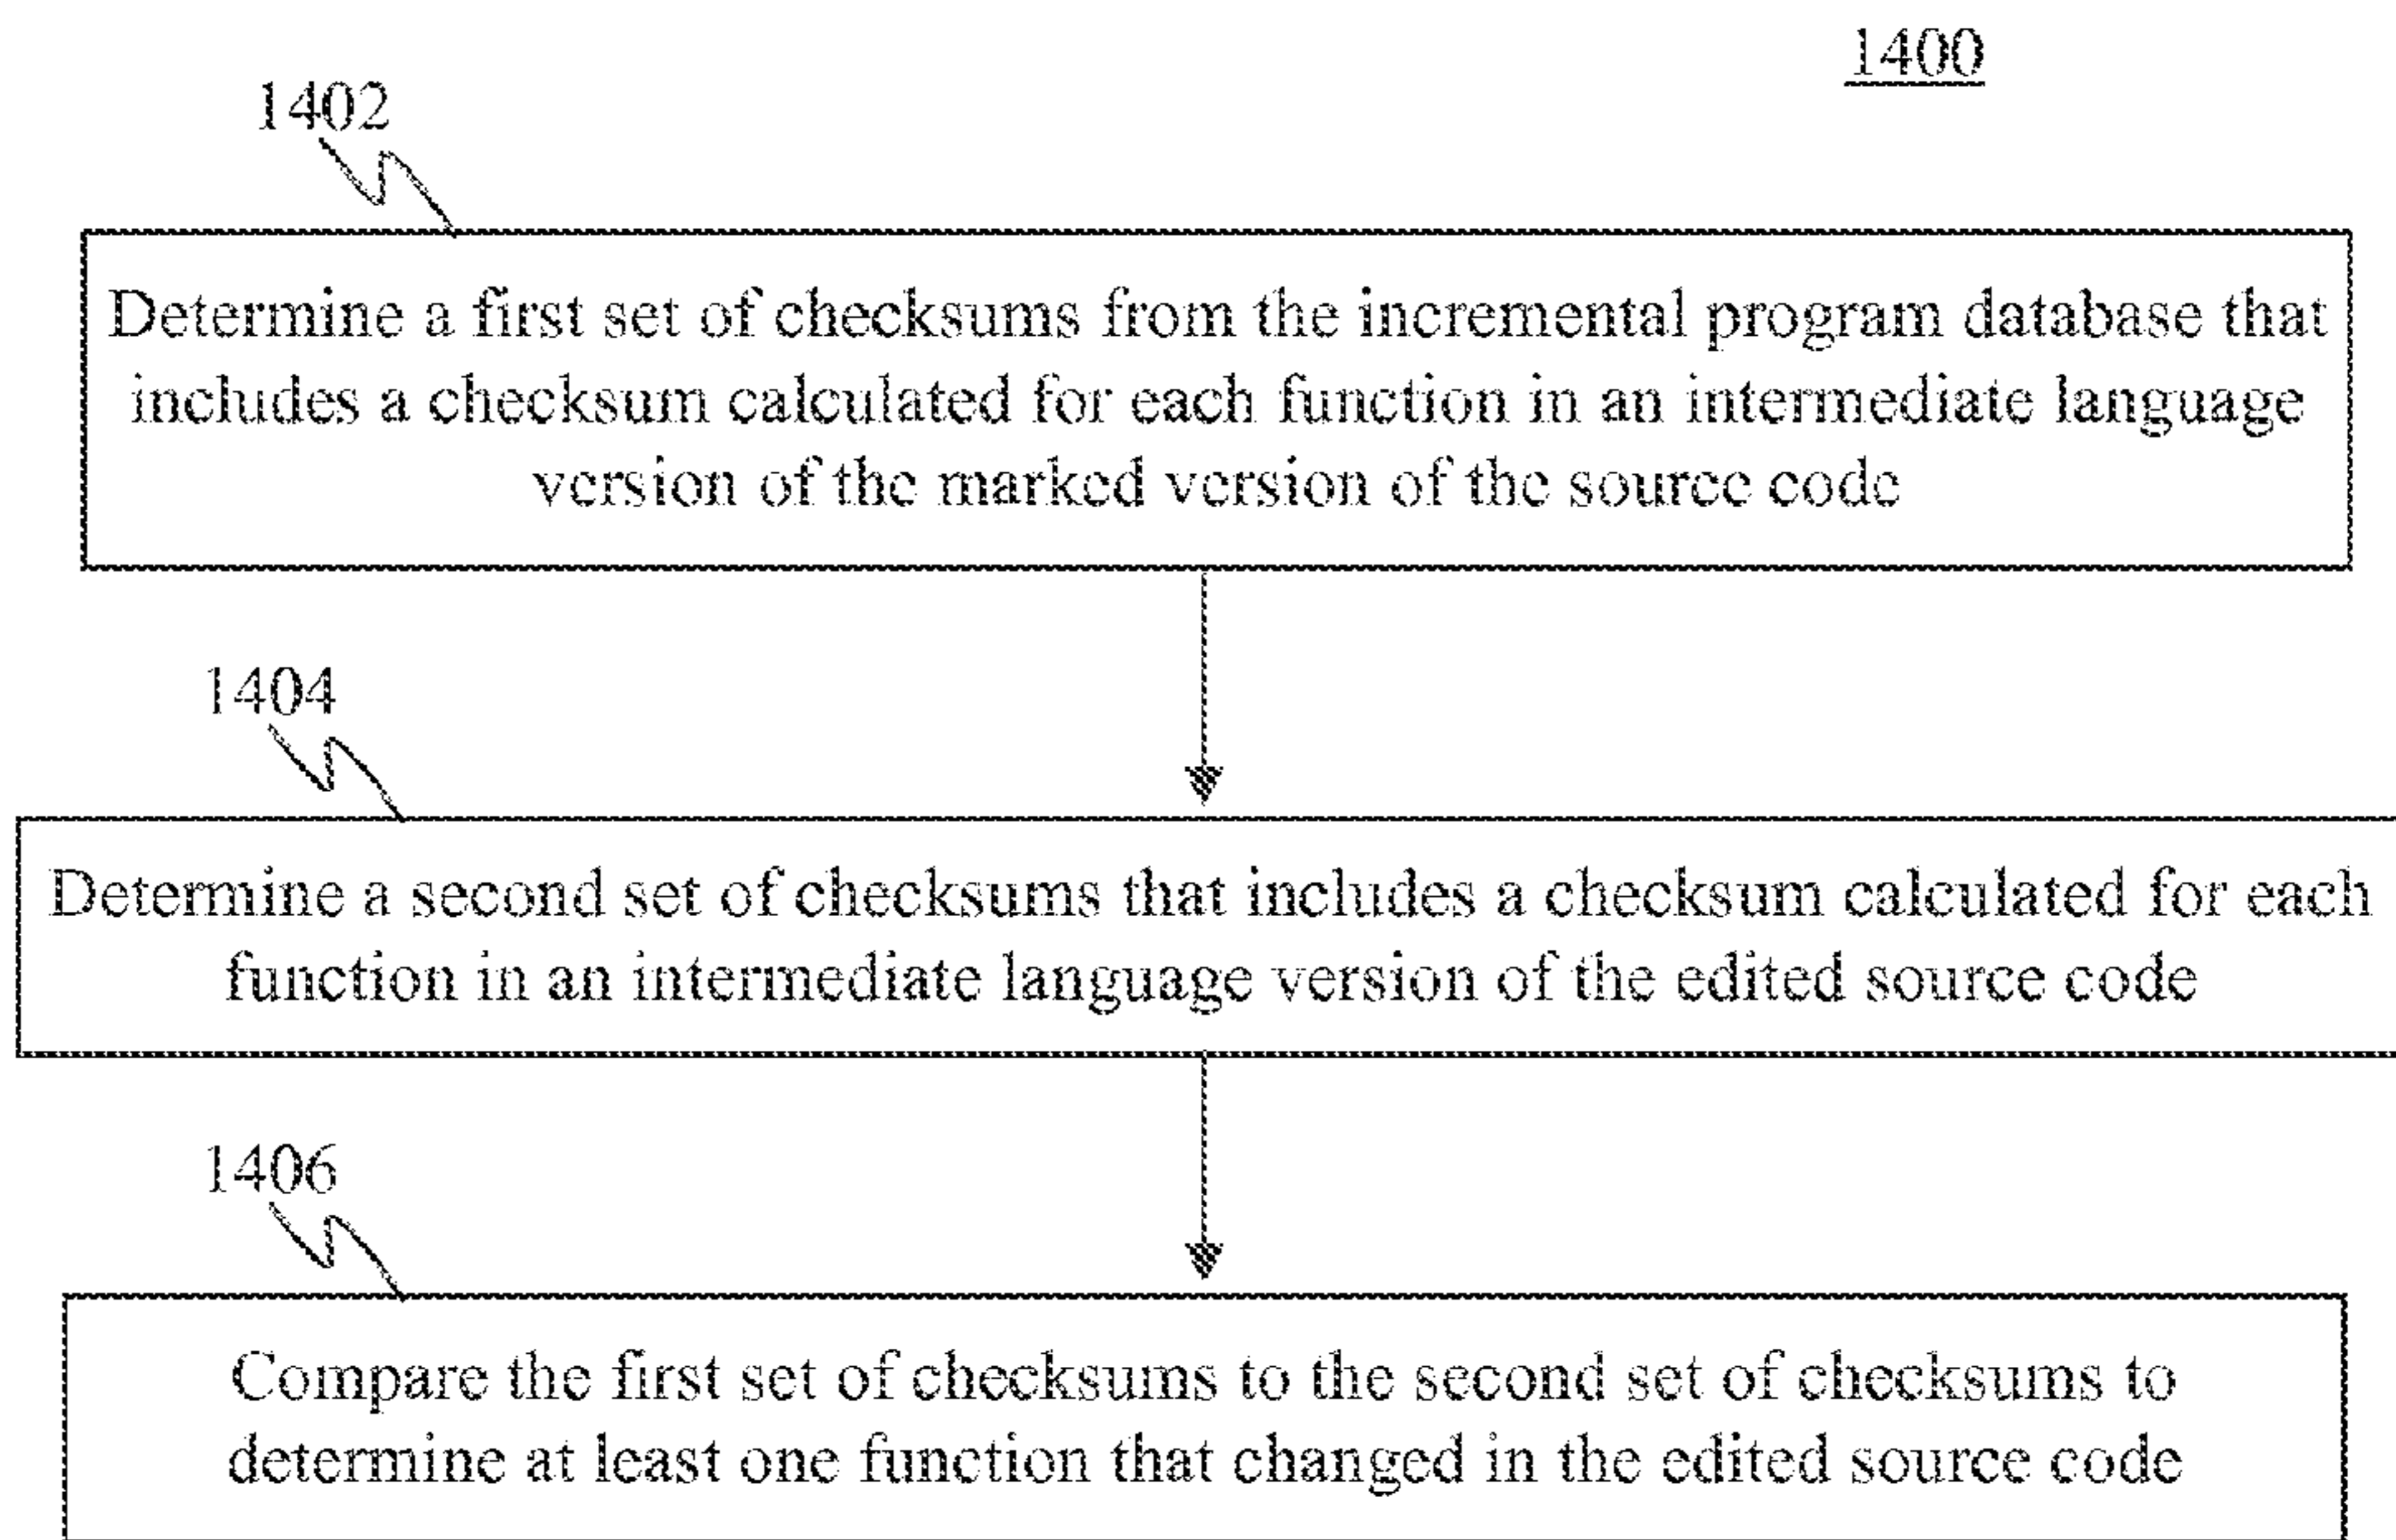 1400
1402
Determine a first set of checksums from the incremental program database that
includes a checksum calculated for each function in an intermediate language
version of the marked version of the source code
1404
Determine a second set of checksums that includes a checksum calculated for each
function in an intermediate language version of the edited source code
1406
Compare the first set of checksums to the second set of checksums to
determine at least one function that changed in the edited source code